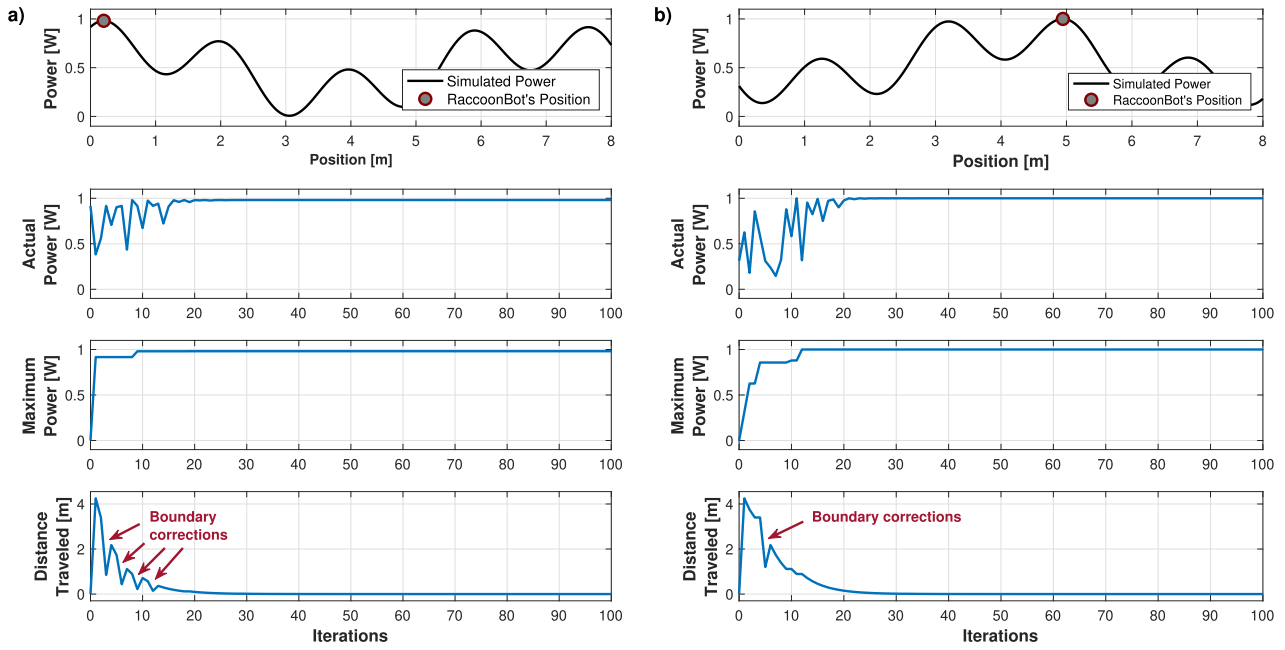 a)
Power [W]
1
0.5
0
Simulated Power
RaccoonBot's Position
0 1 2 3 4 5 6 7 8
Position [m]
Actual
Power [W]
1
0.5
0
0 10 20 30 40 50 60 70 80 90 100
Maximum
Power [W]
1
0.5
0
0 10 20 30 40 50 60 70 80 90 100
Distance
Traveled [m]
4
2
0
Boundary
corrections
0 10 20 30 40 50 60 70 80 90 100
Iterations
b)
Power [W]
1
0.5
0
Simulated Power
RaccoonBot's Position
0 1 2 3 4 5 6 7 8
Position [m]
Actual
Power [W]
1
0.5
0
0 10 20 30 40 50 60 70 80 90 100
Maximum
Power [W]
1
0.5
0
0 10 20 30 40 50 60 70 80 90 100
Distance
Traveled [m]
4
2
0
Boundary corrections
0 10 20 30 40 50 60 70 80 90 100
Iterations